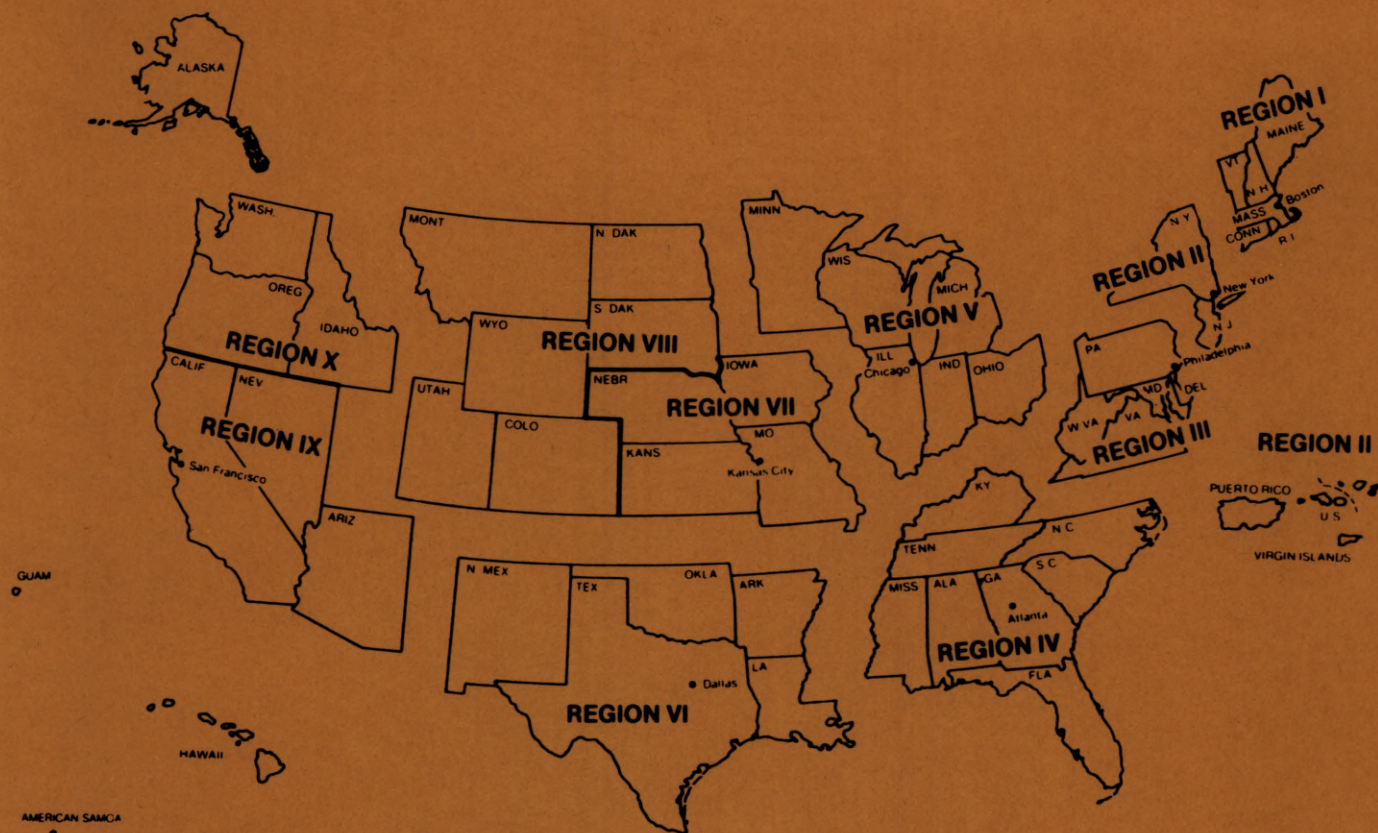 ALASKA
REGION I
MAINE
VT
N H
Boston
MASS
CONN
R I
WASH.
MONT
N DAK
MINN
N Y
OREG
IDAHO
WYO
S DAK
WIS
MICH
REGION II
New York
N J
REGION X
REGION VIII
REGION V
CALIF
NEV
UTAH
NEBR
IOWA
ILL
Chicago
IND
OHIO
PA
Philadelphia
MD
DEL
W VA
VA
REGION III
REGION IX
COLO
REGION VII
MO
KANS
Kansas City
San Francisco
REGION II
PUERTO RICO
U S
VIRGIN ISLANDS
KY
ARIZ
N C
TENN
S C
GUAM
N MEX
TEX
OKLA
ARK
MISS
ALA
GA
Atlanta
REGION IV
FLA
LA
Dallas
REGION VI
HAWAII
AMERICAN SAMOA